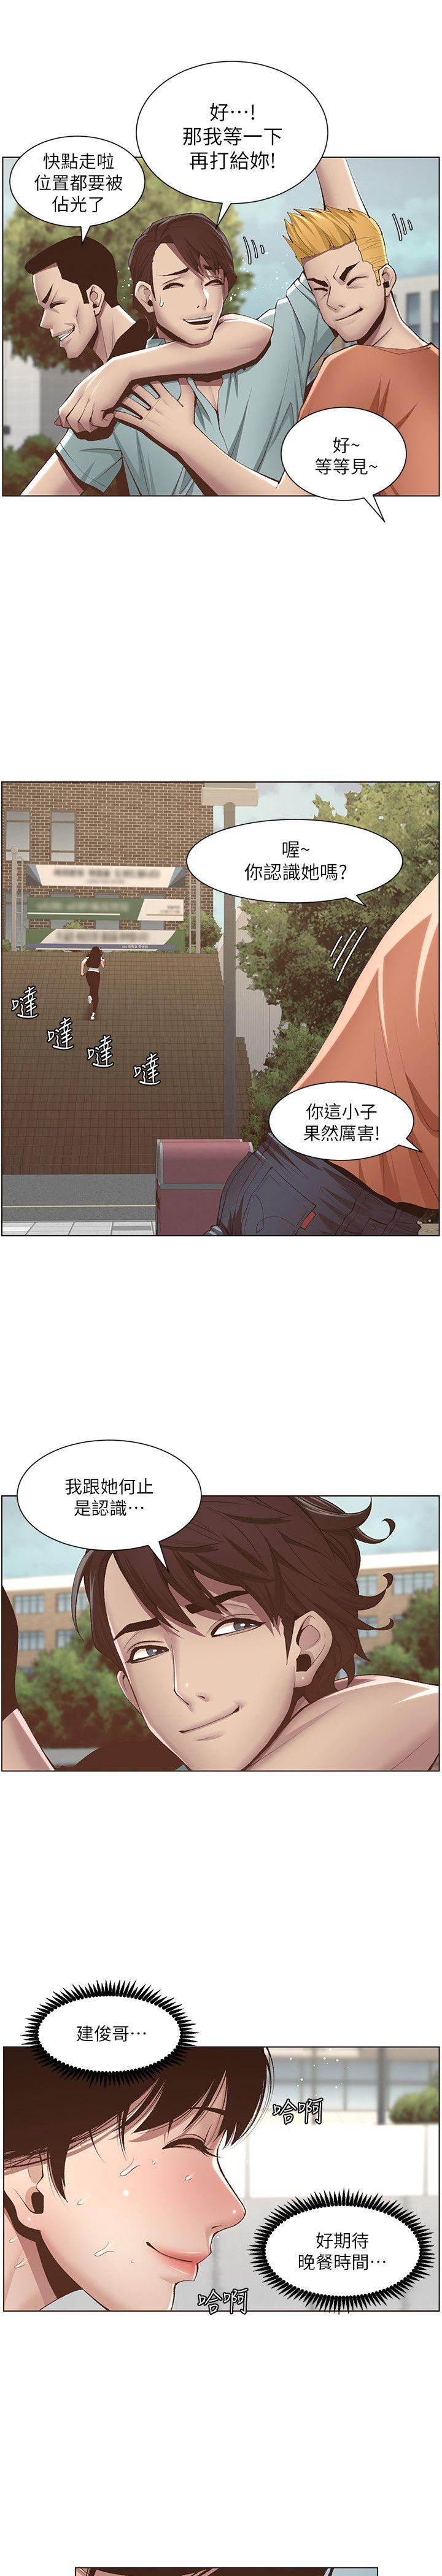 好⋯!
那我等一下
再打給妳!
快點走啦
位置都要被
佔光了
好~
等等見~
喔~
你認識她嗎?
噠
噠
噠
噠
你這小子
果然厲害!
我跟她何止
是認識⋯
建俊哥⋯
哈啊
好期待
晚餐時間⋯
哈啊